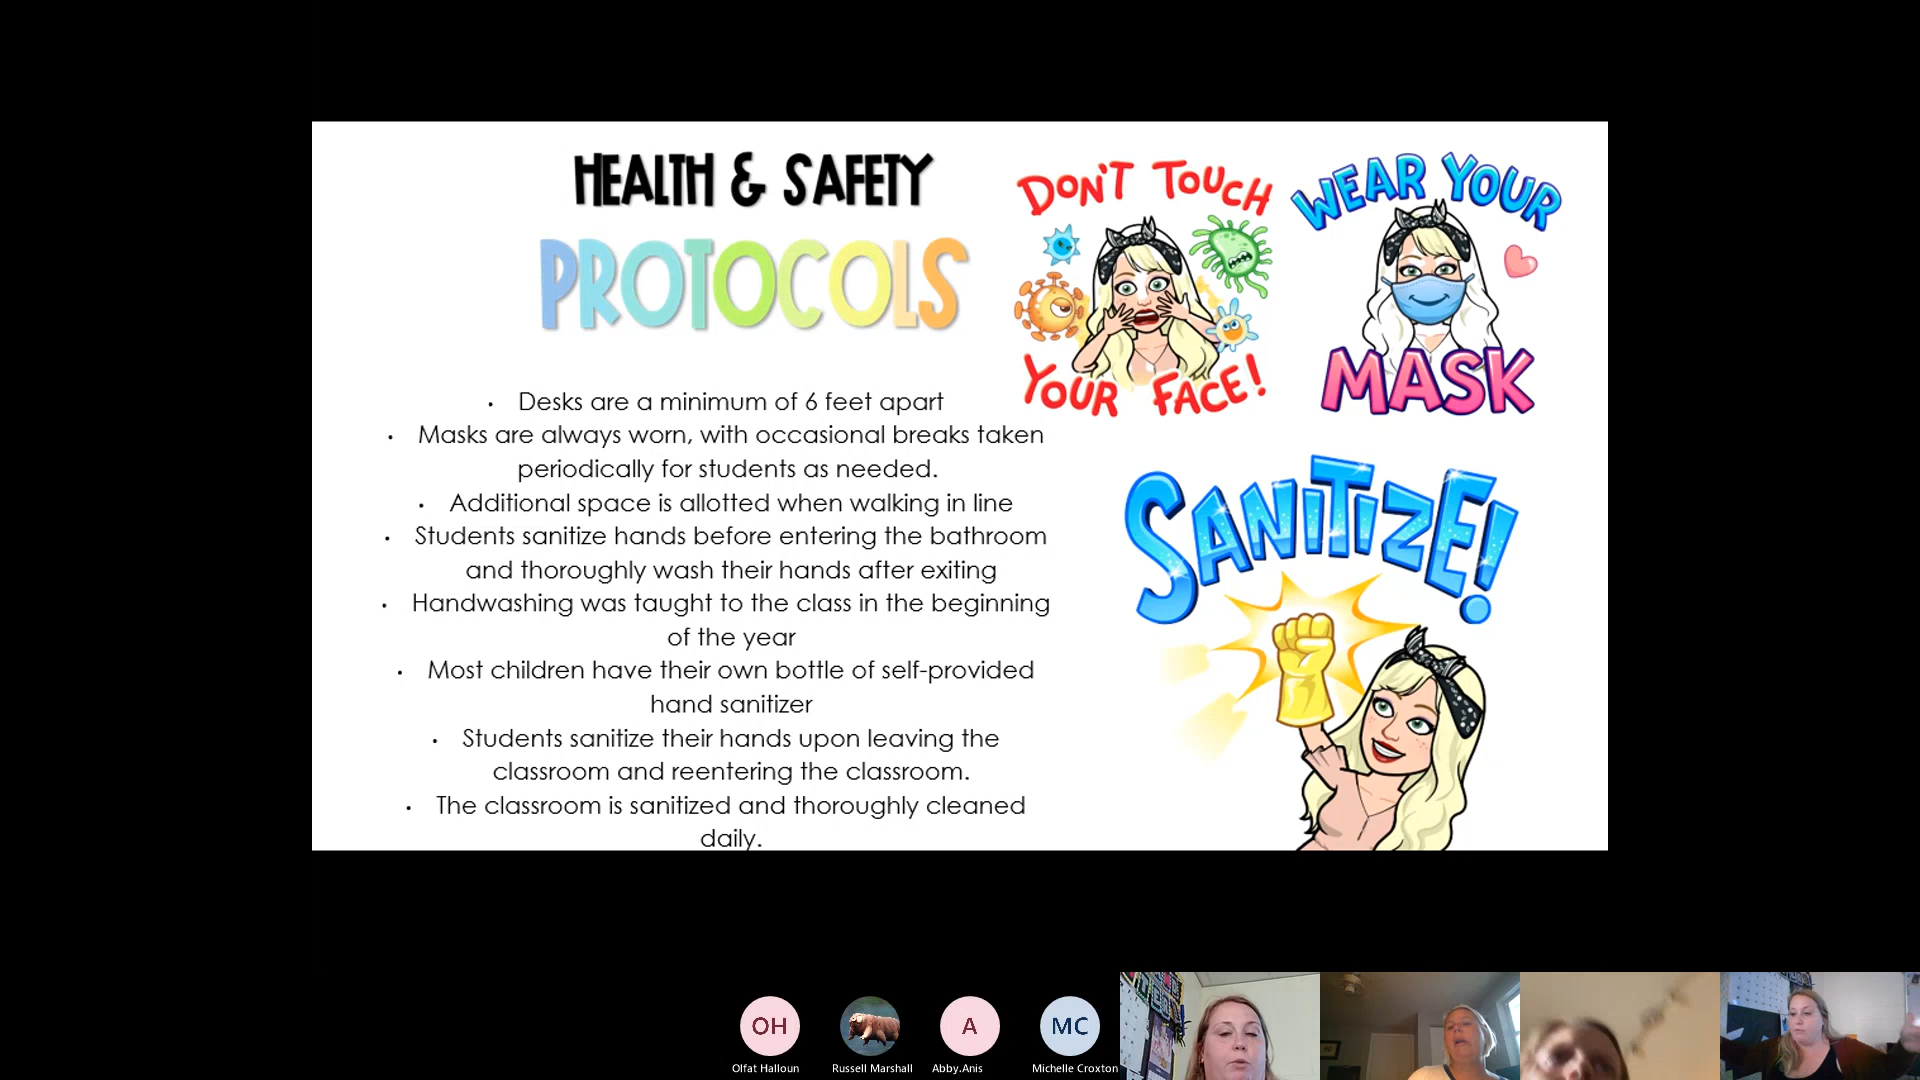 HEALTH & SAFETY
PROTOCOLS
DON'T TOUCH
YOUR FACE!
WEAR YOUR
MASK
• Desks are a minimum of 6 feet apart
• Masks are always worn, with occasional breaks taken
periodically for students as needed.
• Additional space is allotted when walking in line
• Students sanitize hands before entering the bathroom
and thoroughly wash their hands after exiting
• Handwashing was taught to the class in the beginning
of the year
• Most children have their own bottle of self-provided
hand sanitizer
• Students sanitize their hands upon leaving the
classroom and reentering the classroom.
• The classroom is sanitized and thoroughly cleaned
daily.
SANITIZE!
OH
A
MC
Olfat Halloun
Russell Marshall
Abby.Anis
Michelle Croxton